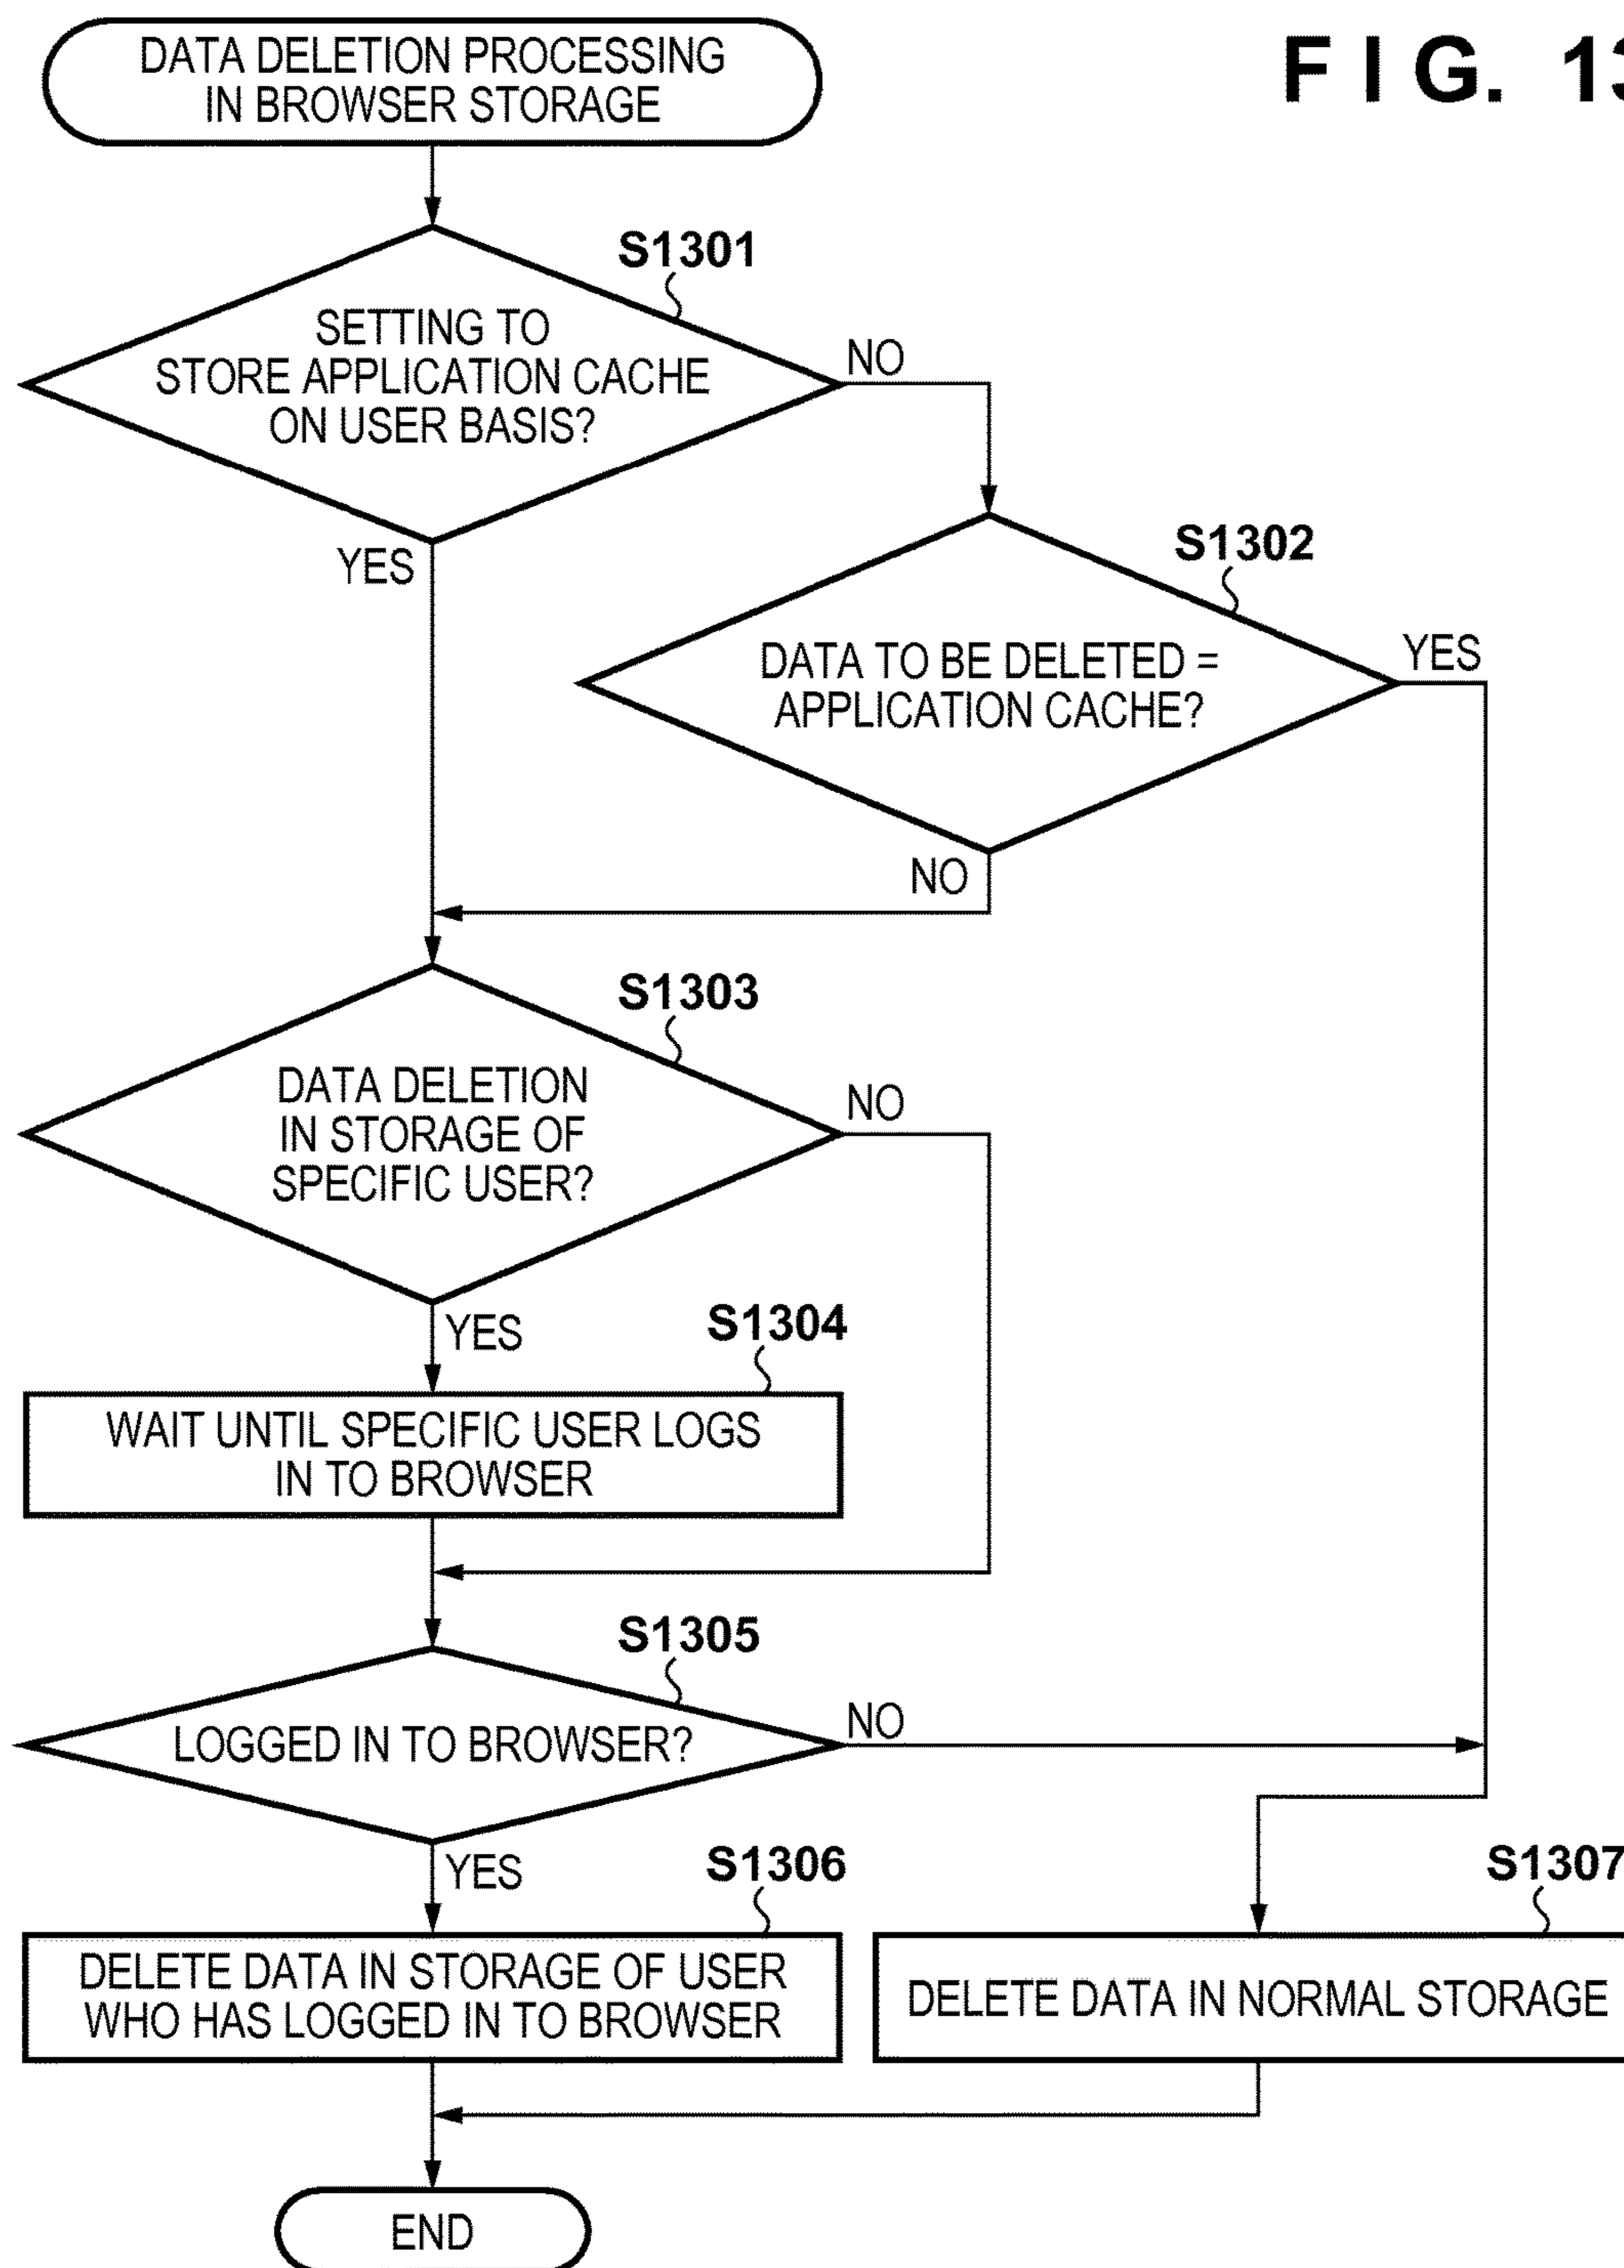 DATA DELETION PROCESSING
IN BROWSER STORAGE
FIG. 13
S1301
SETTING TO
STORE APPLICATION CACHE
ON USER BASIS?
NO
YES
S1302
DATA TO BE DELETED =
APPLICATION CACHE?
YES
NO
S1303
DATA DELETION
IN STORAGE OF
SPECIFIC USER?
NO
YES
S1304
WAIT UNTIL SPECIFIC USER LOGS
IN TO BROWSER
S1305
LOGGED IN TO BROWSER?
NO
YES
S1306
DELETE DATA IN STORAGE OF USER
WHO HAS LOGGED IN TO BROWSER
S1307
DELETE DATA IN NORMAL STORAGE
END